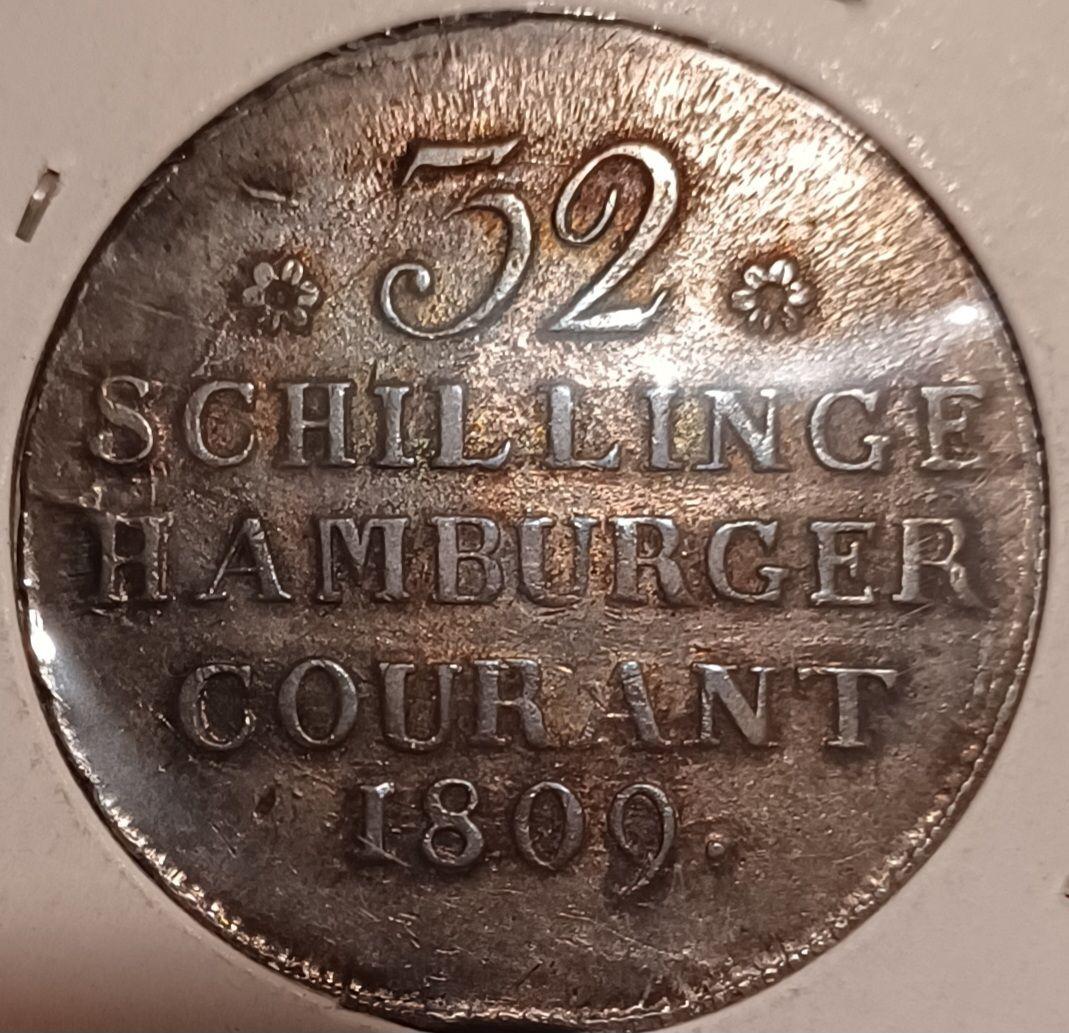 32
SCHILLINGE
HAMBURGER
COURANT
1809.